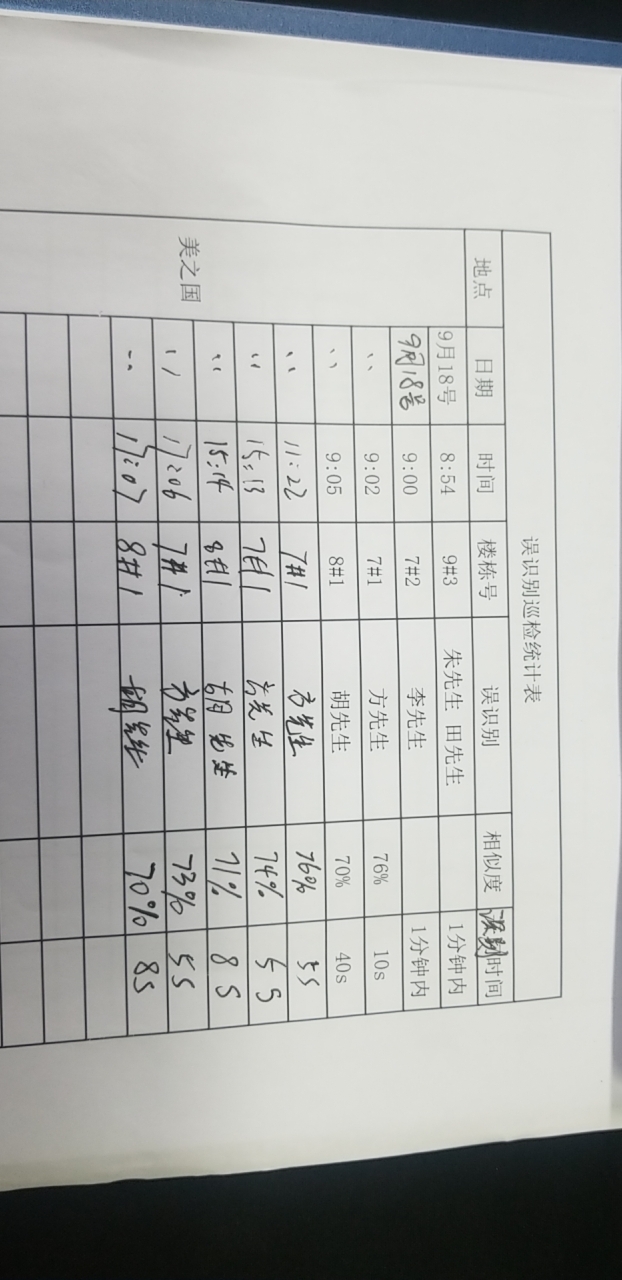 误识别巡检统计表
地点 日期 时间 楼栋号 误识别 相似度 识别时间
美之国
9月18号 8:54 9#3 朱先生 田先生 1分钟内
9月18号 9:00 7#2 李先生 1分钟内
〃 9:02 7#1 方先生 76% 10s
〃 9:05 8#1 胡先生 70% 40s
〃 11:22 7#1 方先生 76% 5S
〃 15:13 7#1 方先生 74% 5S
〃 15:14 8#1 胡先生 71% 8S
〃 17:06 7#1 方先生 73% 5S
〃 17:07 8#1 胡先生 70% 8S